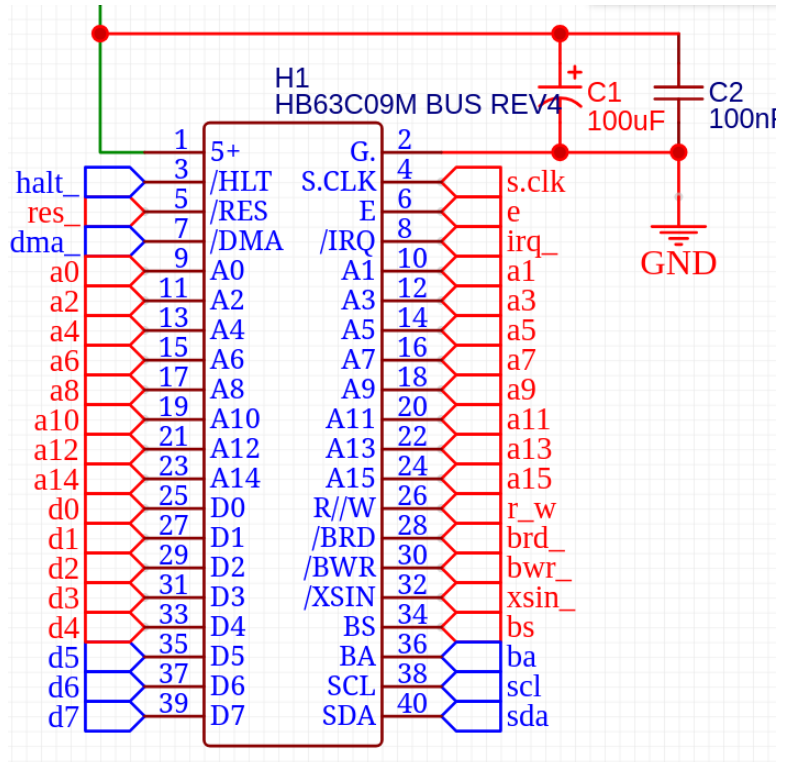 H1
HB63C09M BUS REV4
C1
100uF
C2
100nF
1 5+ G. 2
halt_ 3 /HLT S.CLK 4 s.clk
res_ 5 /RES E 6 e
dma_ 7 /DMA /IRQ 8 irq_
a0 9 A0 A1 10 a1
a2 11 A2 A3 12 a3
a4 13 A4 A5 14 a5
a6 15 A6 A7 16 a7
a8 17 A8 A9 18 a9
a10 19 A10 A11 20 a11
a12 21 A12 A13 22 a13
a14 23 A14 A15 24 a15
d0 25 D0 R//W 26 r_w
d1 27 D1 /BRD 28 brd_
d2 29 D2 /BWR 30 bwr_
d3 31 D3 /XSIN 32 xsin_
d4 33 D4 BS 34 bs
d5 35 D5 BA 36 ba
d6 37 D6 SCL 38 scl
d7 39 D7 SDA 40 sda
GND